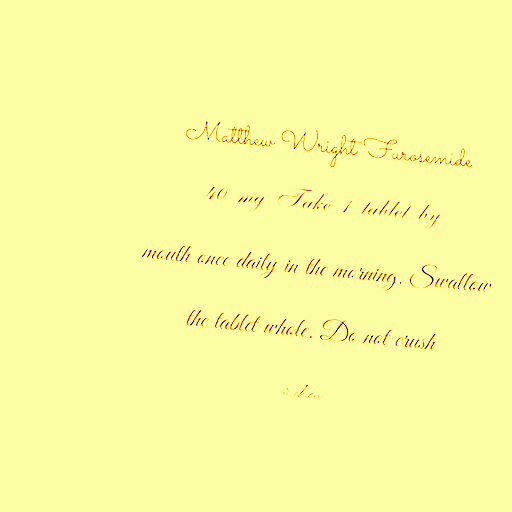 Matthew Wright Furosemide
40 mg Take 1 tablet by
mouth once daily in the morning. Swallow
the tablet whole. Do not crush